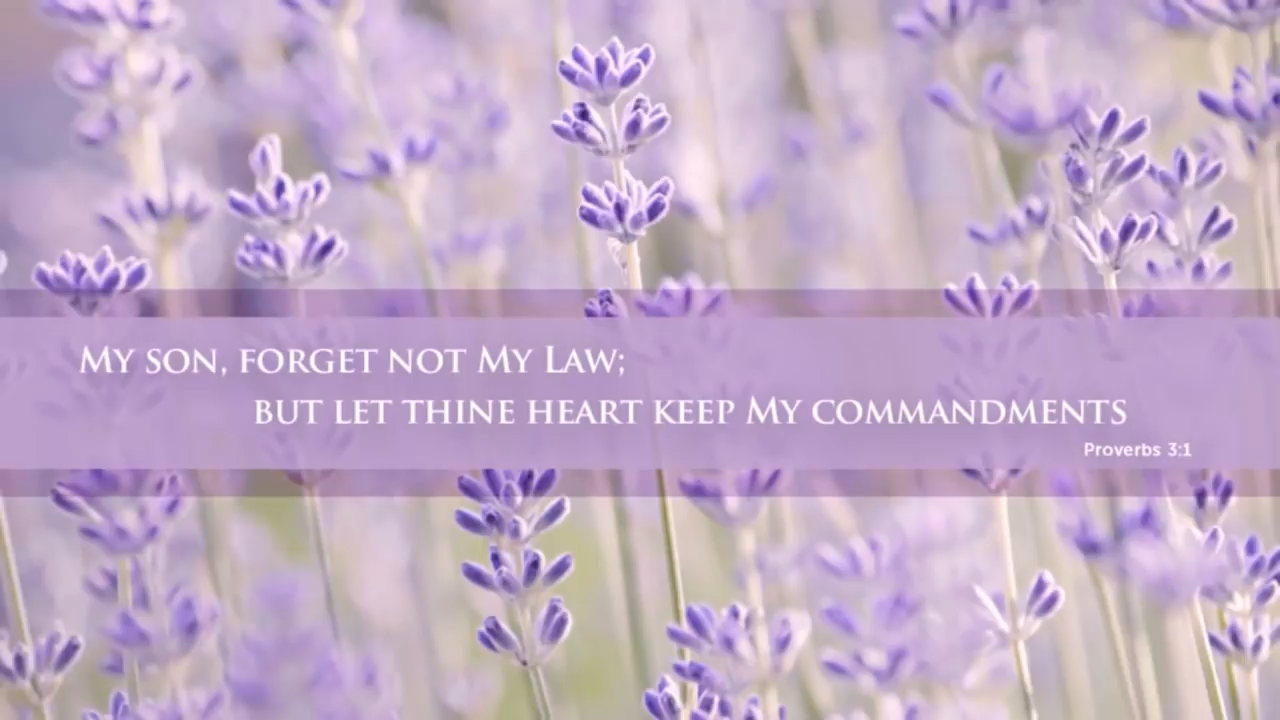 My son, forget not My Law;
but let thine heart keep My commandments
Proverbs 3:1